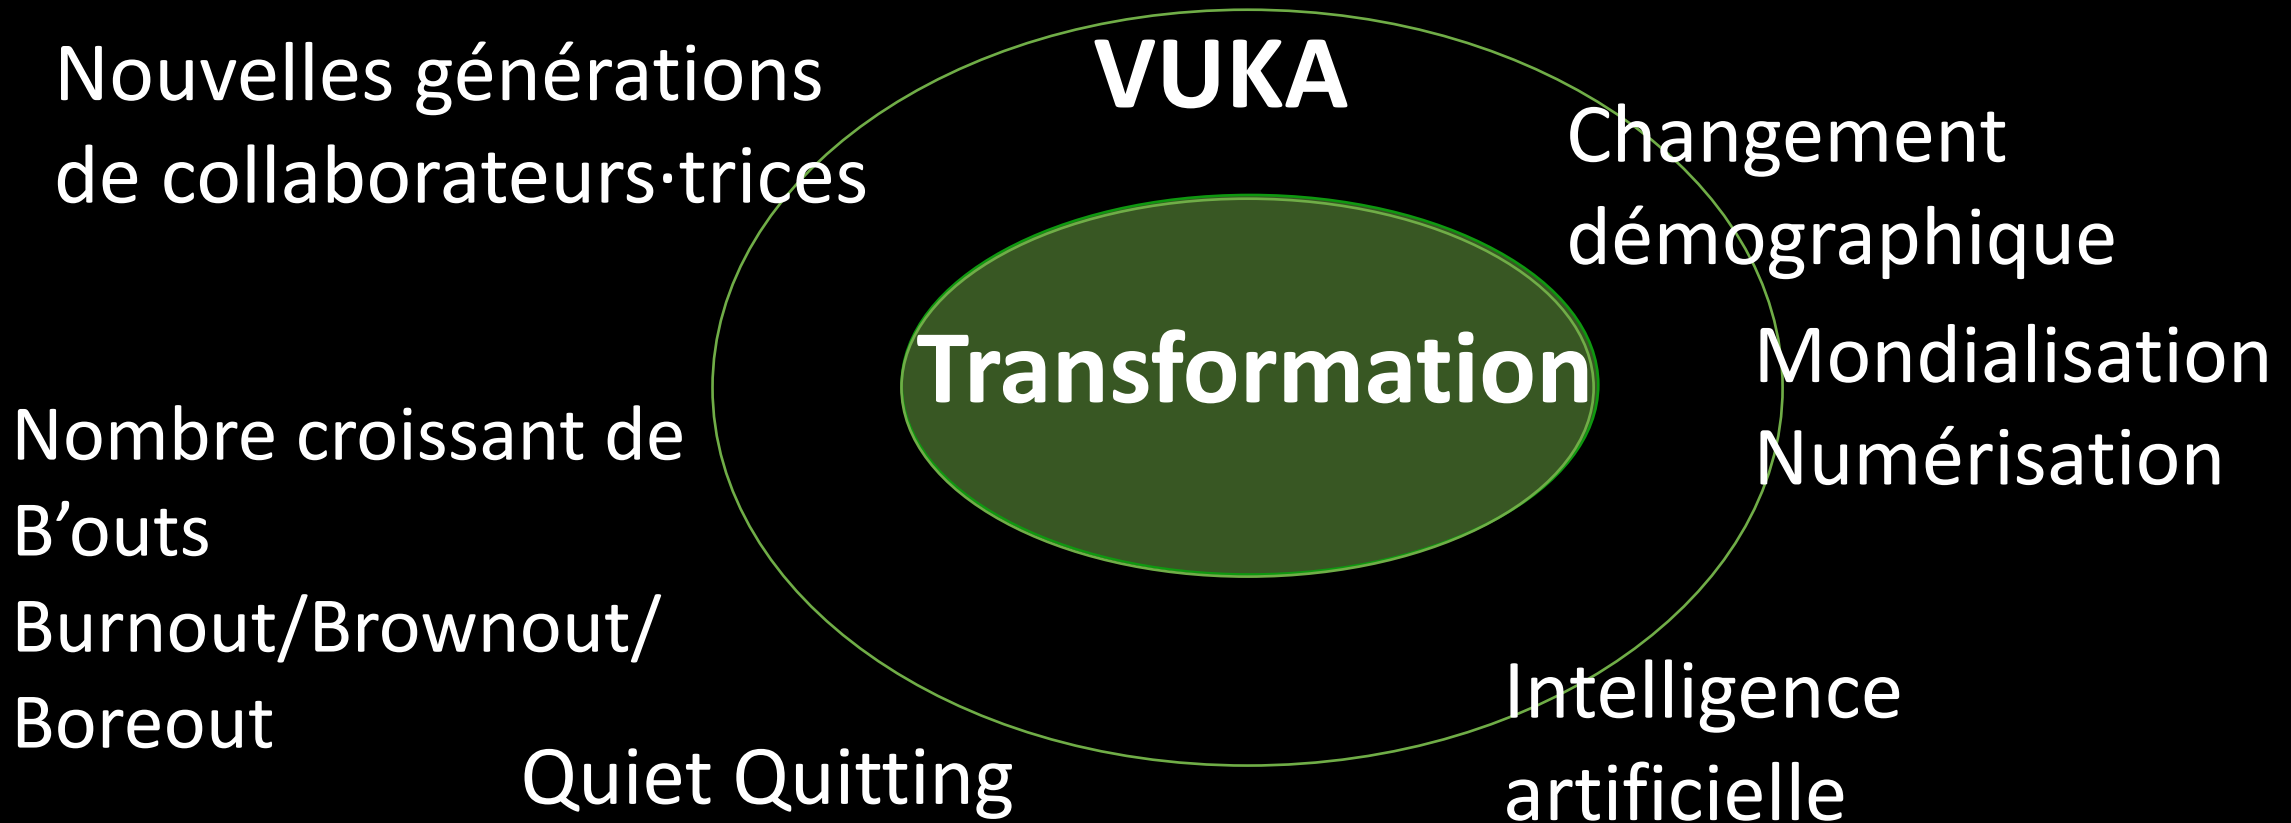 VUKA
Nouvelles générations
de collaborateurs·trices
Changement
démographique
Transformation
Mondialisation
Numérisation
Nombre croissant de
B’outs
Burnout/Brownout/
Boreout
Quiet Quitting
Intelligence
artificielle